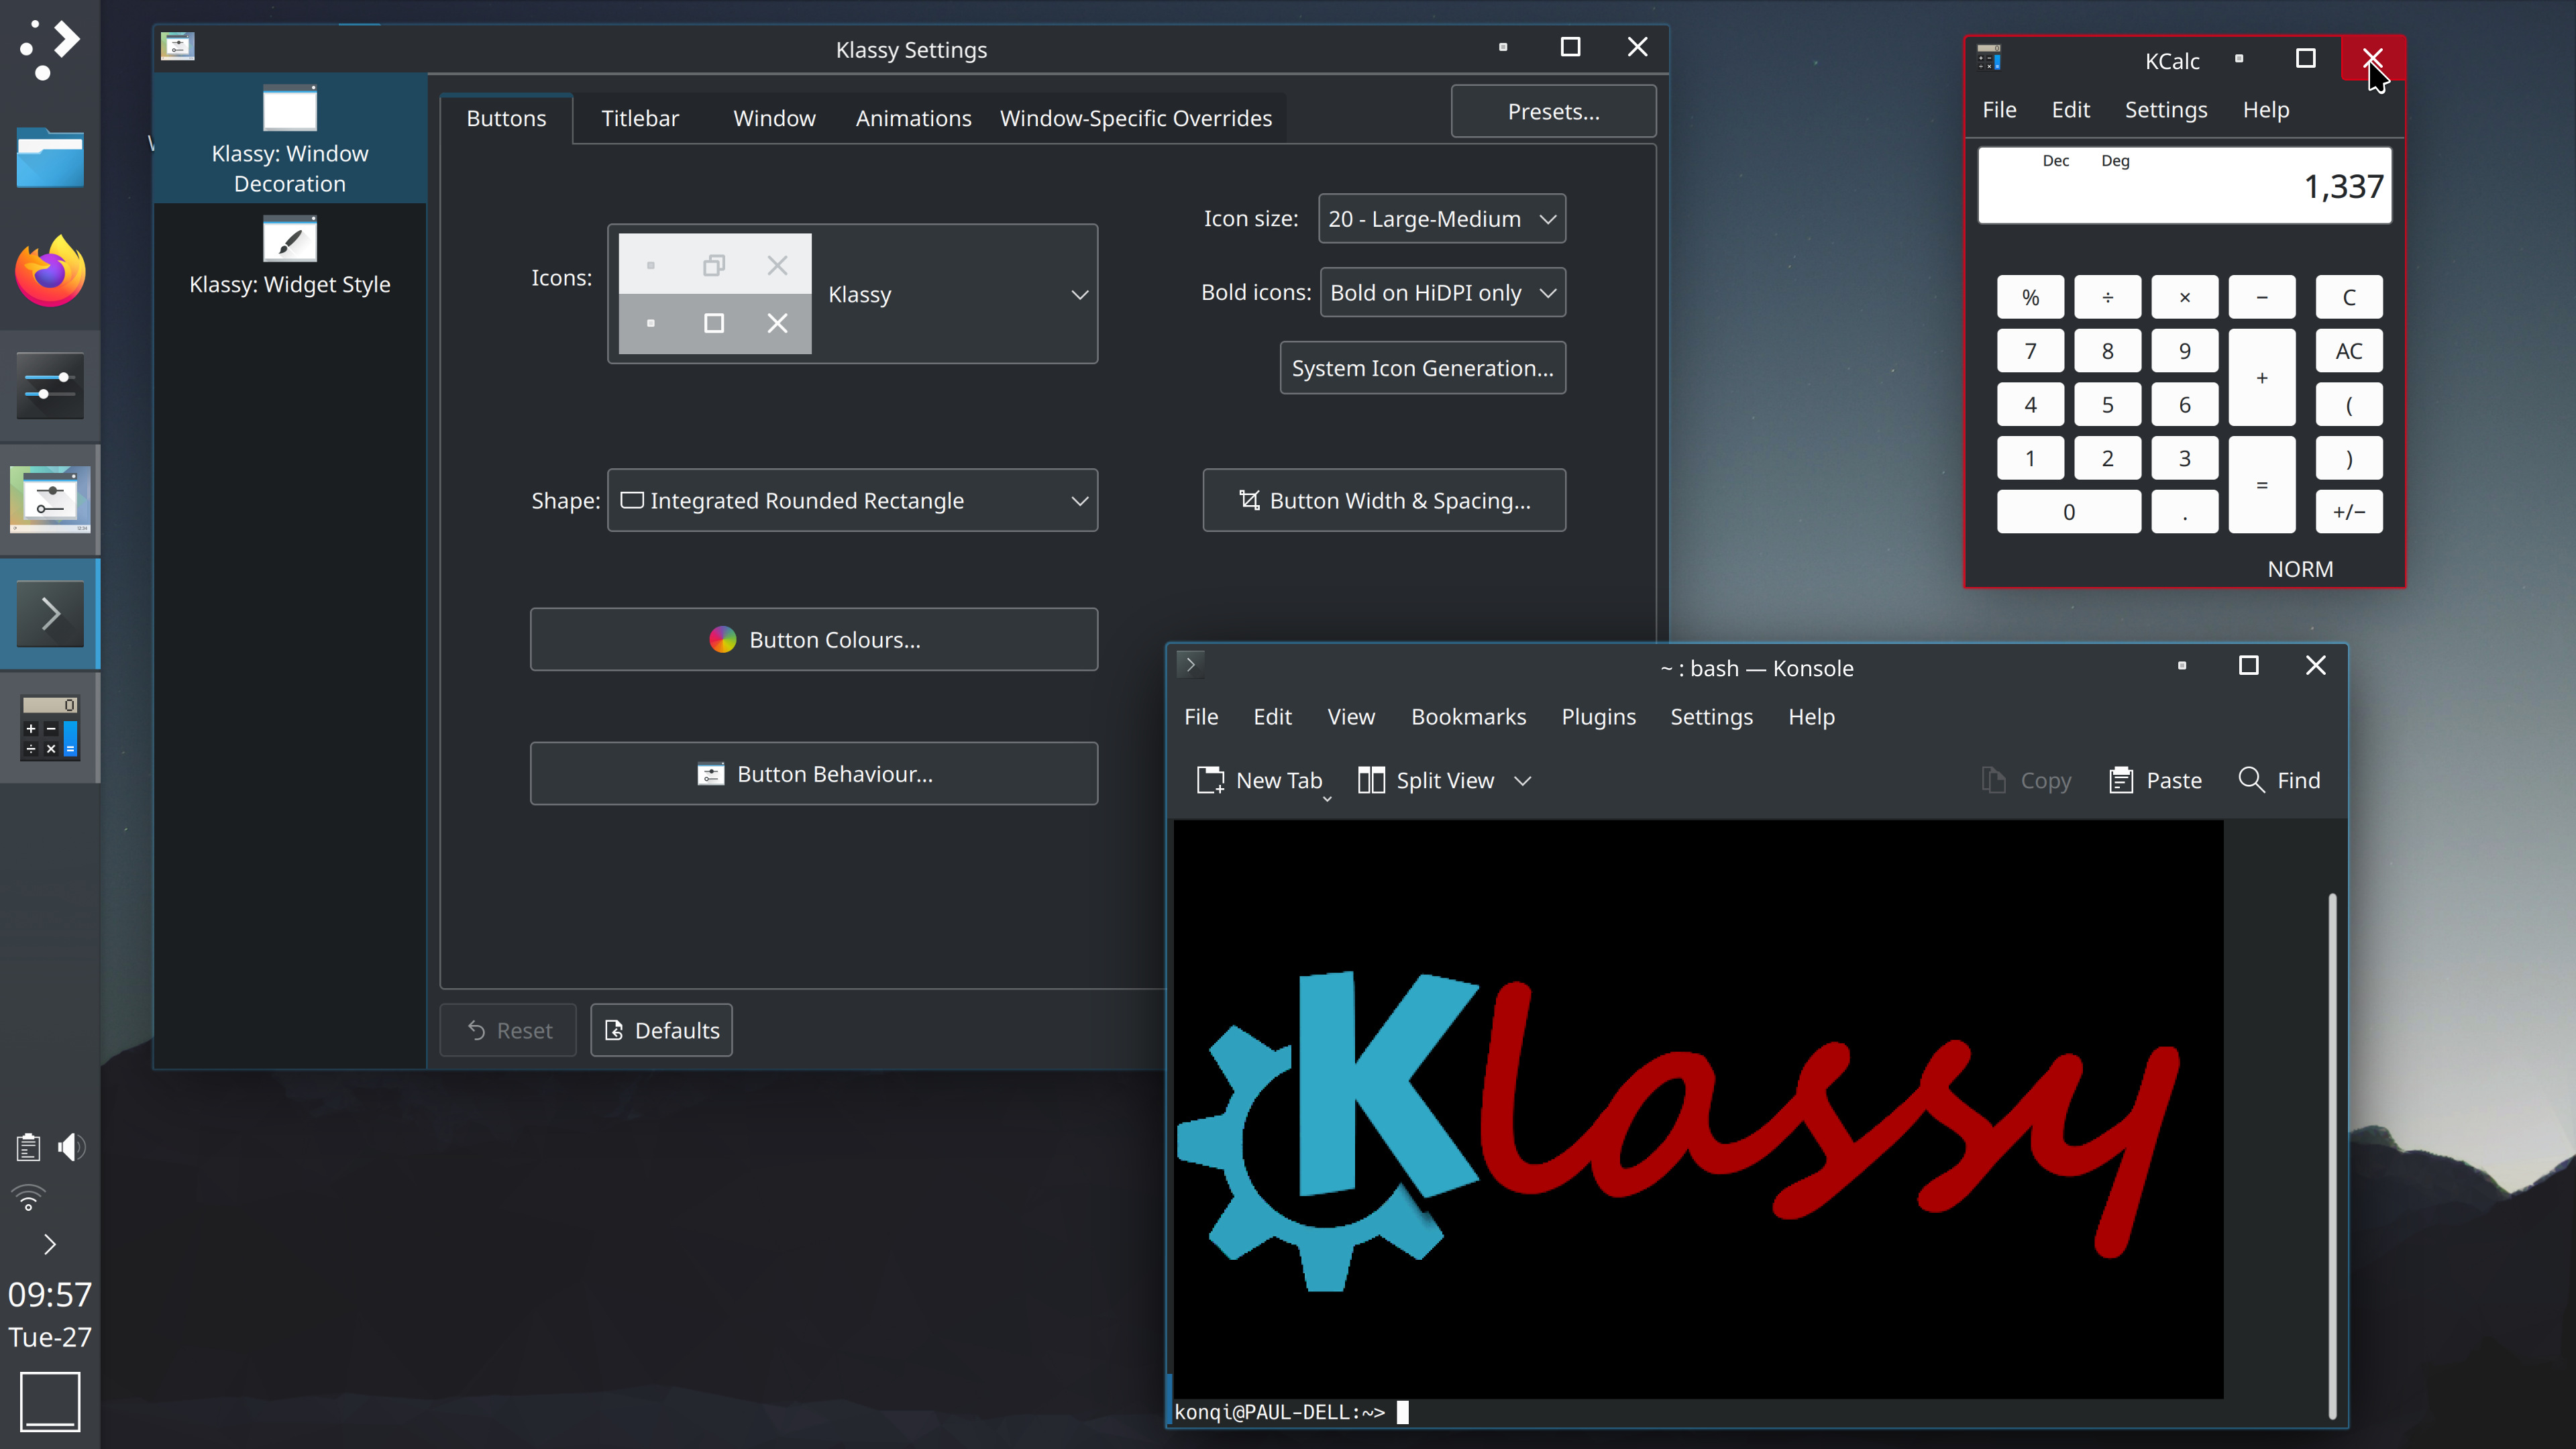 Klassy Settings
Klassy: Window
Decoration
Klassy: Widget Style
Buttons
Titlebar
Window
Animations
Window-Specific Overrides
Presets...
Icons:
Klassy
Icon size:
20 - Large-Medium
Bold icons:
Bold on HiDPI only
System Icon Generation...
Shape:
Integrated Rounded Rectangle
Button Width & Spacing...
Button Colours...
Button Behaviour...
Reset
Defaults
KCalc
File Edit Settings Help
Dec Deg
1,337
% ÷ × − C
7 8 9 AC
+
4 5 6 (
1 2 3 )
=
0 . +/−
NORM
~ : bash — Konsole
File Edit View Bookmarks Plugins Settings Help
New Tab Split View Copy Paste Find
Klassy
konqi@PAUL-DELL:~>
09:57
Tue-27